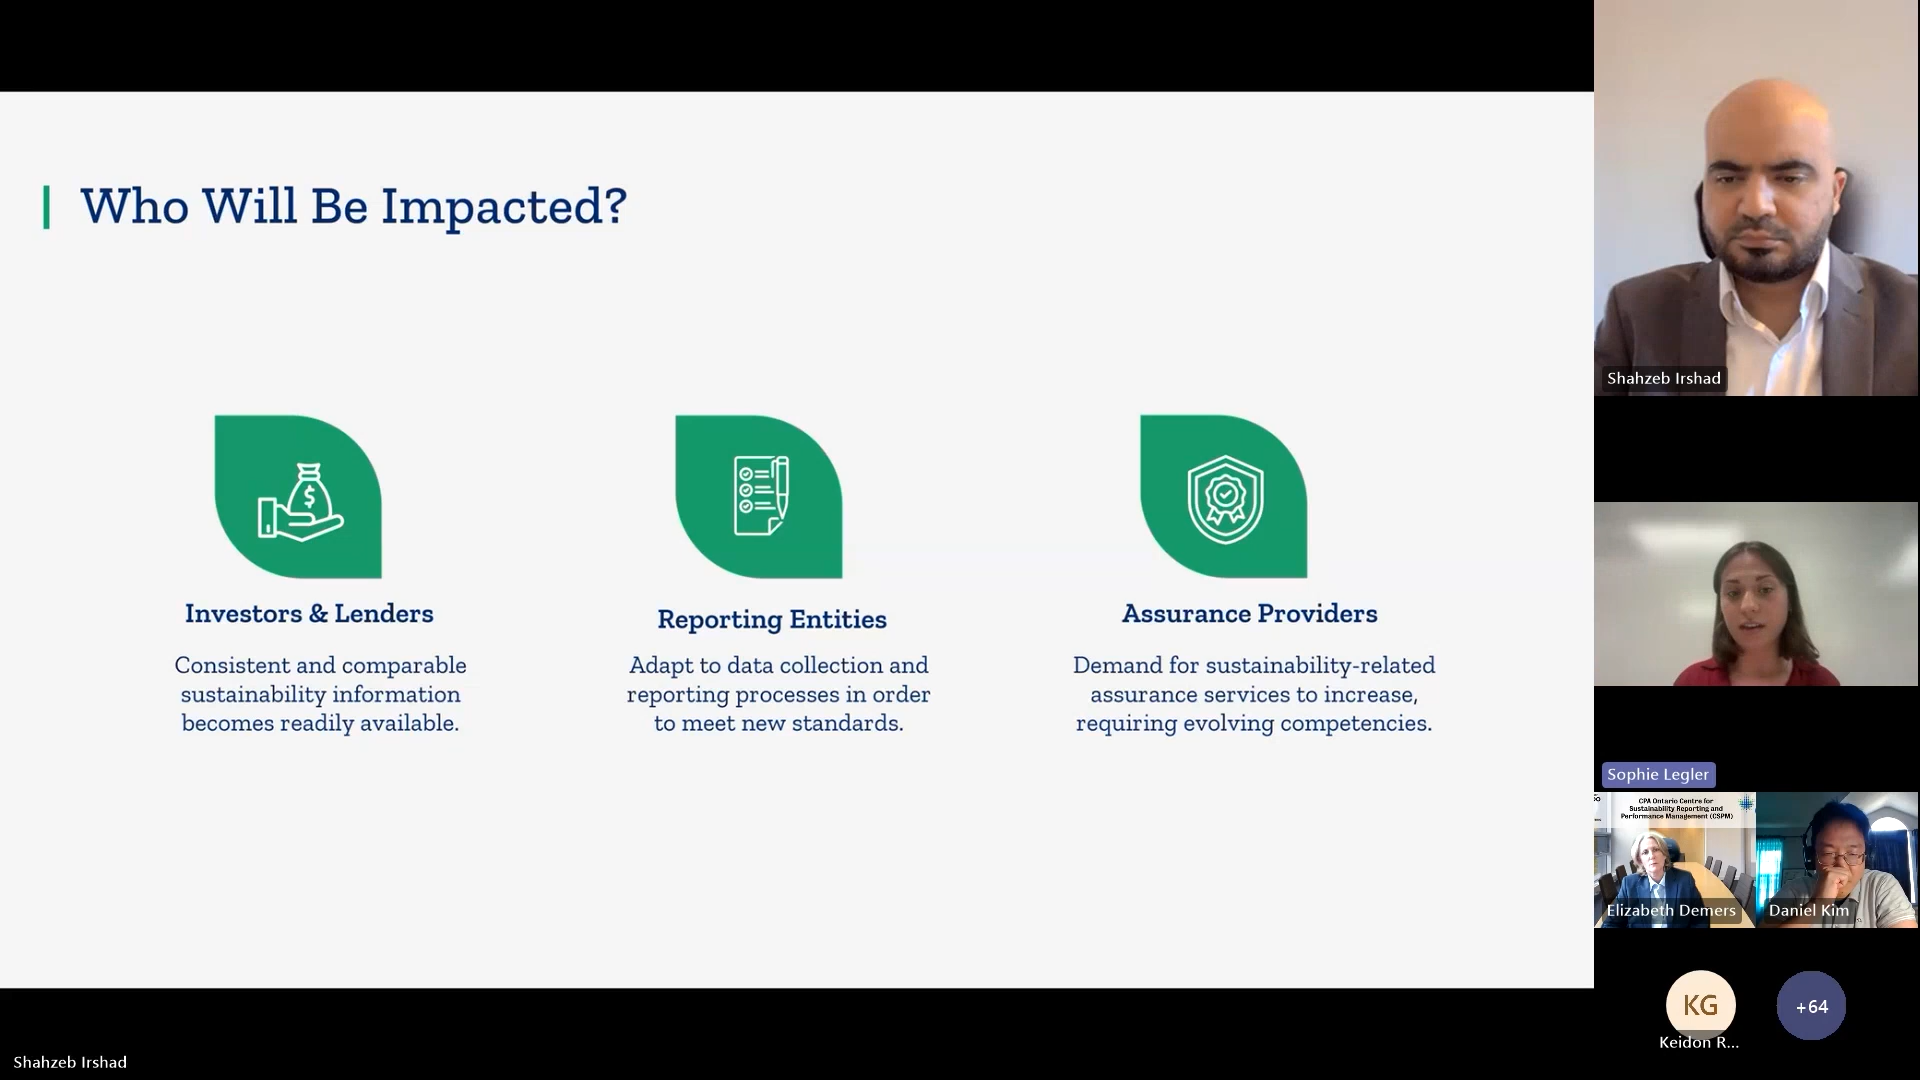 Who Will Be Impacted?
$
Investors & Lenders
Consistent and comparable
sustainability information
becomes readily available.
Reporting Entities
Adapt to data collection and
reporting processes in order
to meet new standards.
Assurance Providers
Demand for sustainability-related
assurance services to increase,
requiring evolving competencies.
Shahzeb Irshad
Shahzeb Irshad
Sophie Legler
CPA Ontario Centre for
Sustainability Reporting and
Performance Management (CSPM)
Elizabeth Demers
Daniel Kim
KG
Keidon R...
+64